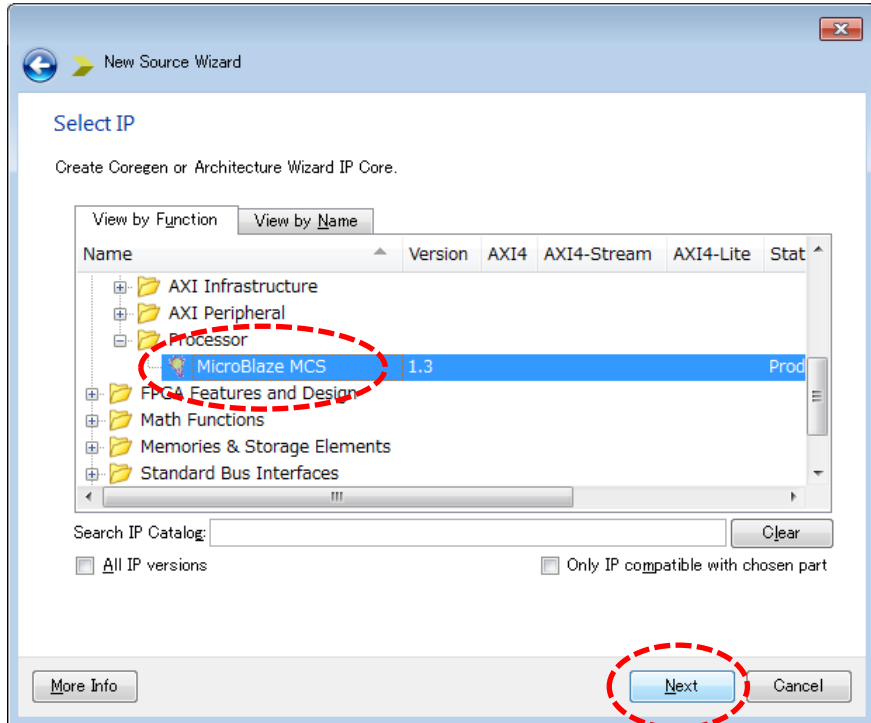 New Source Wizard
Select IP
Create Coregen or Architecture Wizard IP Core.
View by Function View by Name
Name Version AXI4 AXI4-Stream AXI4-Lite Stat
AXI Infrastructure
AXI Peripheral
Processor
MicroBlaze MCS 1.3 Prod
FPGA Features and Design
Math Functions
Memories & Storage Elements
Standard Bus Interfaces
Search IP Catalog: Clear
All IP versions Only IP compatible with chosen part
More Info Next Cancel